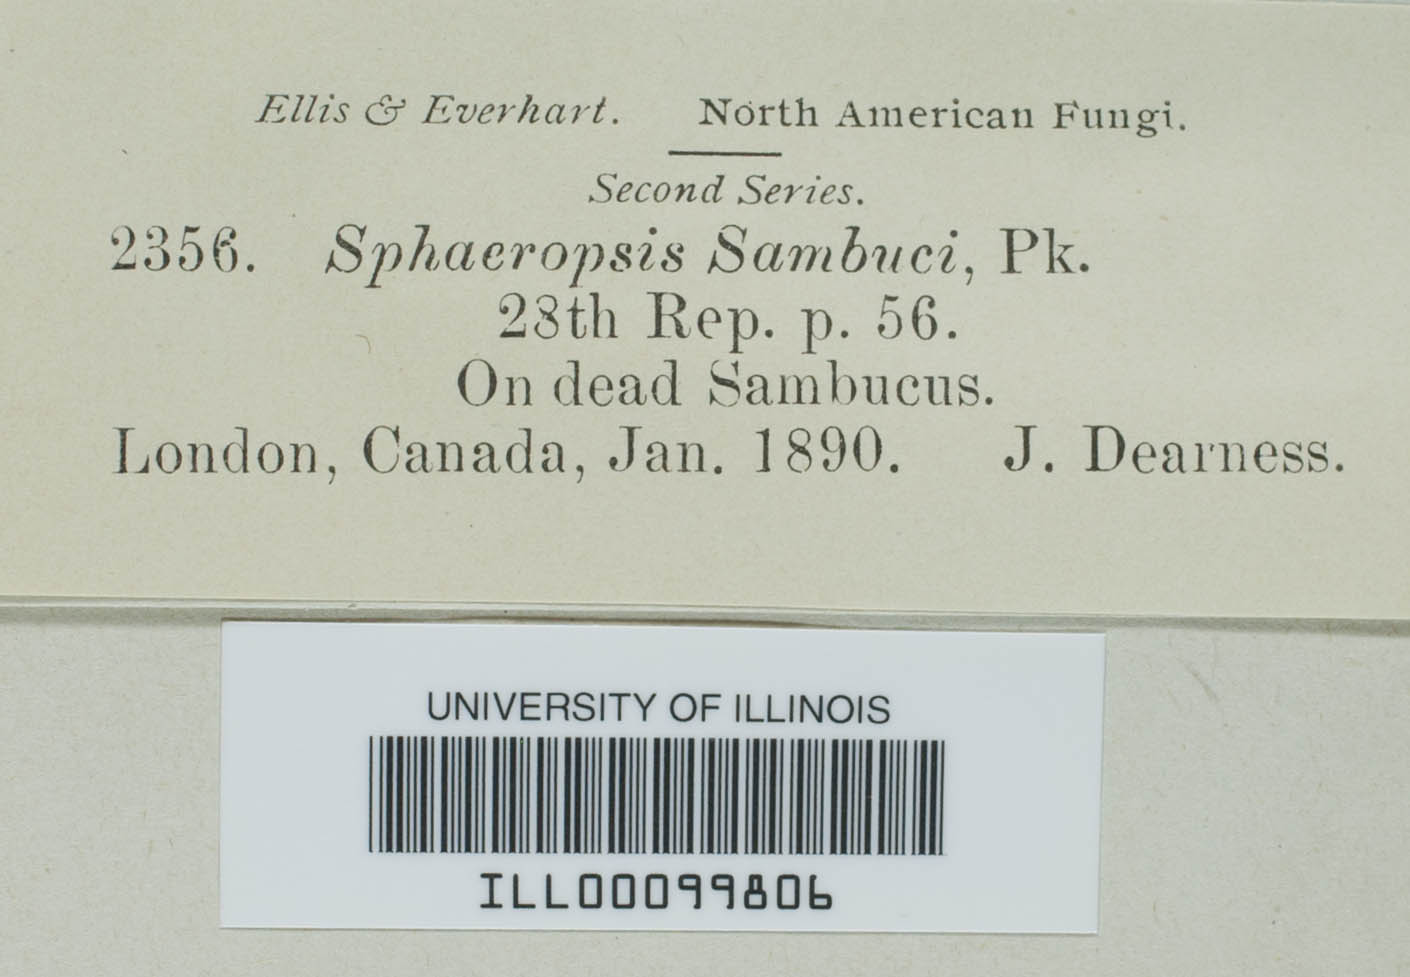 Ellis & Everhart. North American Fungi.
Second Series.
2356. Sphaeropsis Sambuci, Pk.
28th Rep. p. 56.
On dead Sambucus.
London, Canada, Jan. 1890. J. Dearness.
UNIVERSITY OF ILLINOIS
ILL00099806